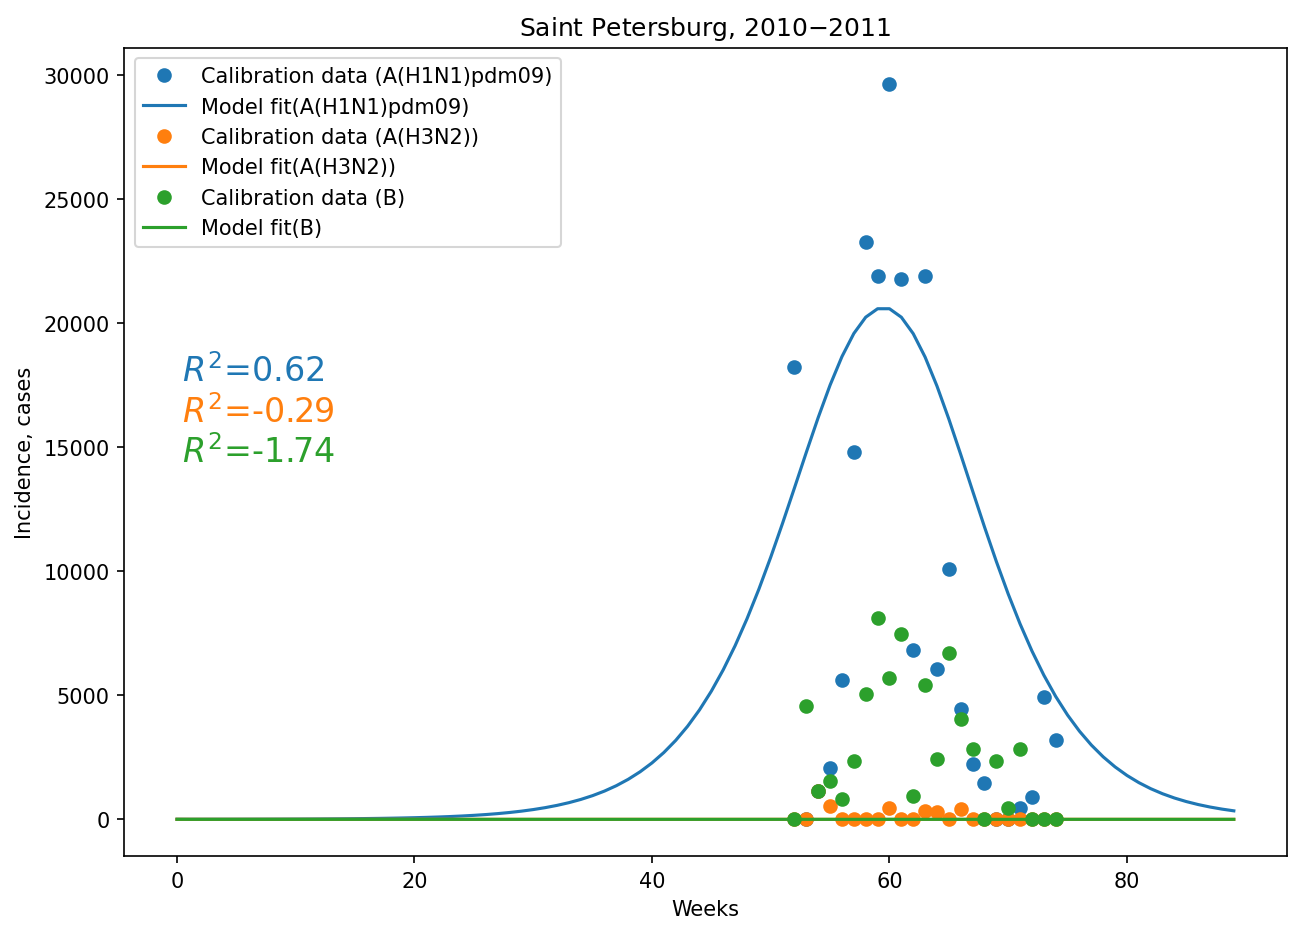 Saint Petersburg, 2010−2011
Calibration data (A(H1N1)pdm09)
Model fit(A(H1N1)pdm09)
Calibration data (A(H3N2))
Model fit(A(H3N2))
Calibration data (B)
Model fit(B)
30000
25000
20000
15000
10000
5000
0
R²=0.62
R²=-0.29
R²=-1.74
Incidence, cases
0 20 40 60 80
Weeks